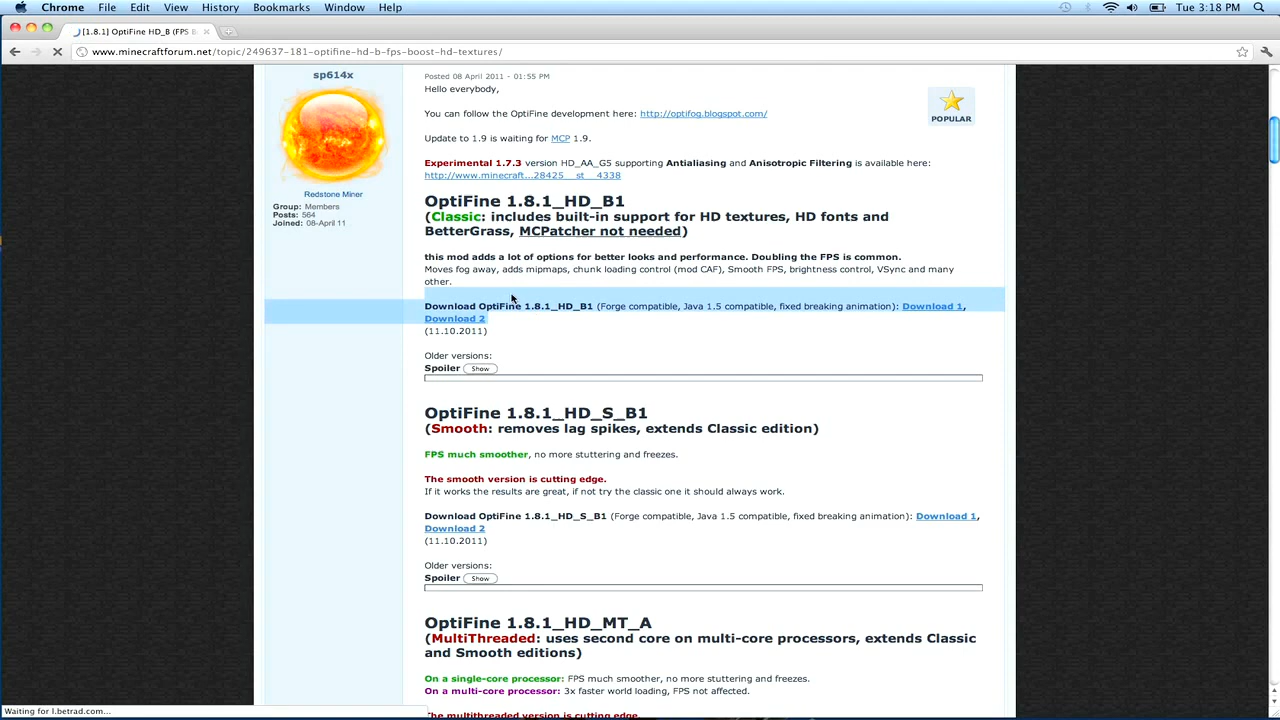 Chrome File Edit View History Bookmarks Window Help Tue 3:18 PM
[1.8.1] OptiFine HD_B (FPS B
www.minecraftforum.net/topic/249637-181-optifine-hd-b-fps-boost-hd-textures/
sp614x
Redstone Miner
Group: Members
Posts: 564
Joined: 08-April 11
Posted 08 April 2011 - 01:55 PM
Hello everybody,
You can follow the OptiFine development here: http://optifog.blogspot.com/
POPULAR
Update to 1.9 is waiting for MCP 1.9.
Experimental 1.7.3 version HD_AA_G5 supporting Antialiasing and Anisotropic Filtering is available here:
http://www.minecraft...28425__st__4338
OptiFine 1.8.1_HD_B1
(Classic: includes built-in support for HD textures, HD fonts and
BetterGrass, MCPatcher not needed)
this mod adds a lot of options for better looks and performance. Doubling the FPS is common.
Moves fog away, adds mipmaps, chunk loading control (mod CAF), Smooth FPS, brightness control, VSync and many
other.
Download OptiFine 1.8.1_HD_B1 (Forge compatible, Java 1.5 compatible, fixed breaking animation): Download 1,
Download 2
(11.10.2011)
Older versions:
Spoiler Show
OptiFine 1.8.1_HD_S_B1
(Smooth: removes lag spikes, extends Classic edition)
FPS much smoother, no more stuttering and freezes.
The smooth version is cutting edge.
If it works the results are great, if not try the classic one it should always work.
Download OptiFine 1.8.1_HD_S_B1 (Forge compatible, Java 1.5 compatible, fixed breaking animation): Download 1,
Download 2
(11.10.2011)
Older versions:
Spoiler Show
OptiFine 1.8.1_HD_MT_A
(MultiThreaded: uses second core on multi-core processors, extends Classic
and Smooth editions)
On a single-core processor: FPS much smoother, no more stuttering and freezes.
On a multi-core processor: 3x faster world loading, FPS not affected.
The multithreaded version is cutting edge.
Waiting for l.betrad.com...